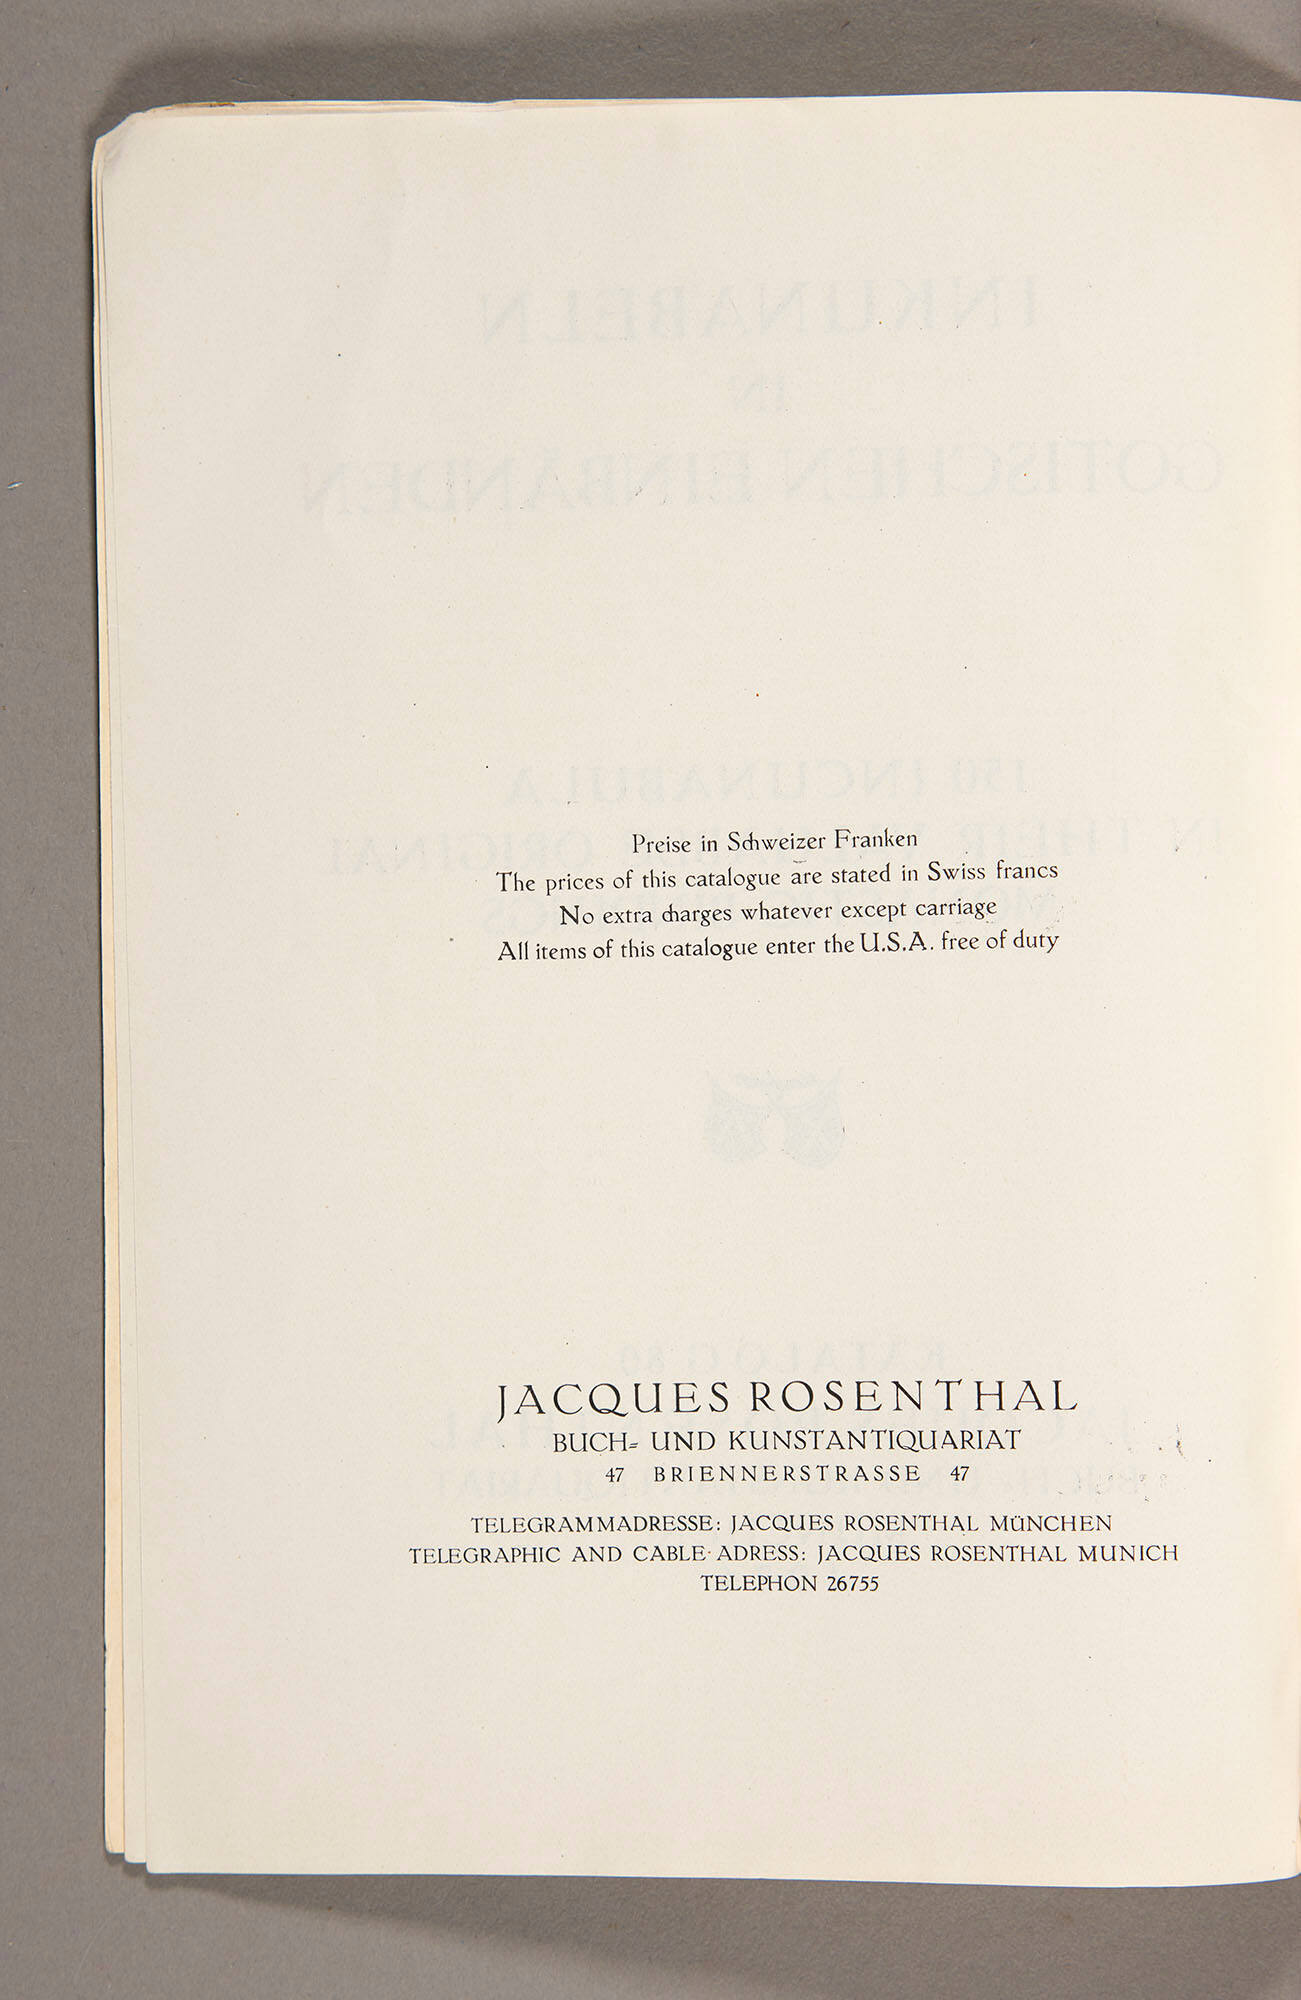 Preise in Schweizer Franken
The prices of this catalogue are stated in Swiss francs
No extra charges whatever except carriage
All items of this catalogue enter the U.S.A. free of duty
JACQUES ROSENTHAL
BUCH- UND KUNSTANTIQUARIAT
47 BRIENNERSTRASSE 47
TELEGRAMMADRESSE: JACQUES ROSENTHAL MÜNCHEN
TELEGRAPHIC AND CABLE-ADRESS: JACQUES ROSENTHAL MUNICH
TELEPHON 26755